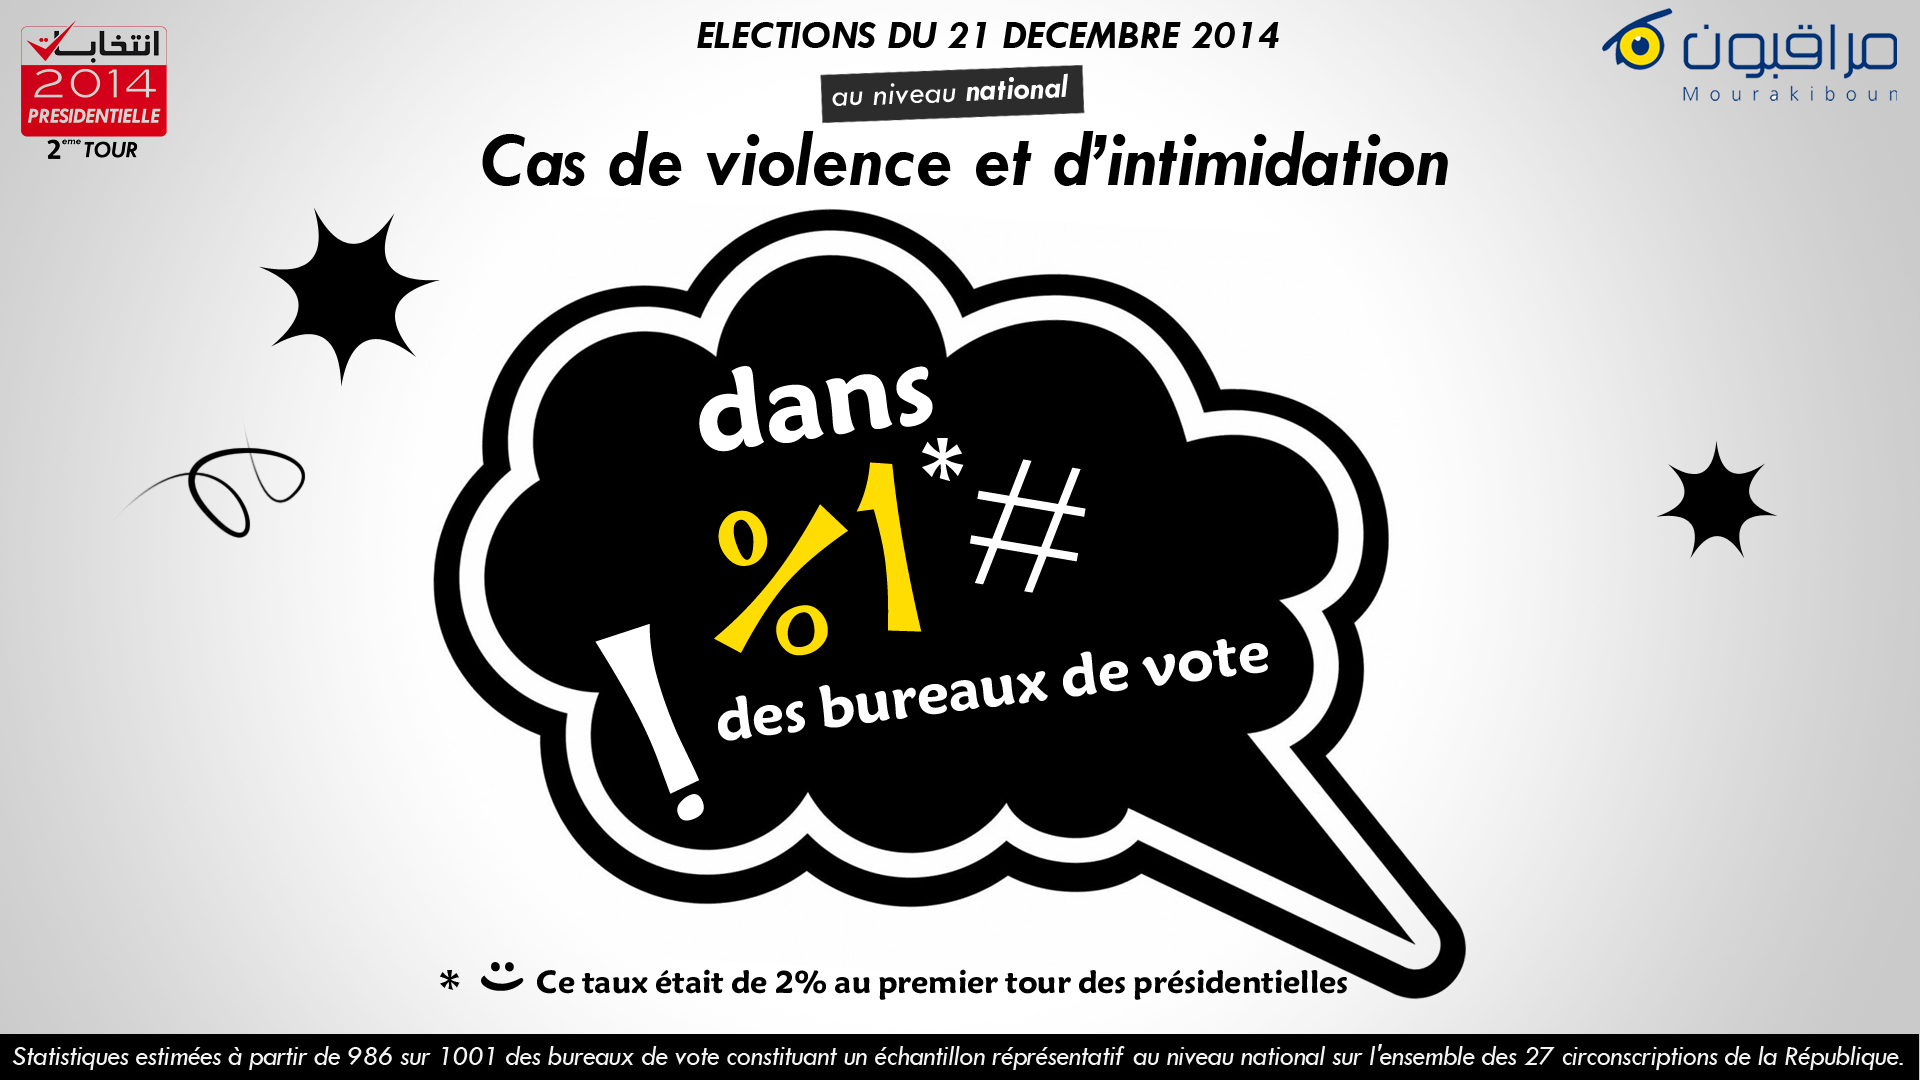 انتخابات
2014
PRESIDENTIELLE
2eme TOUR
ELECTIONS DU 21 DECEMBRE 2014
au niveau national
Cas de violence et d'intimidation
مراقبون
Mourakiboun
dans
%1*#
!
des bureaux de vote
* Ce taux était de 2% au premier tour des présidentielles
Statistiques estimées à partir de 986 sur 1001 des bureaux de vote constituant un échantillon réprésentatif au niveau national sur l'ensemble des 27 circonscriptions de la République.